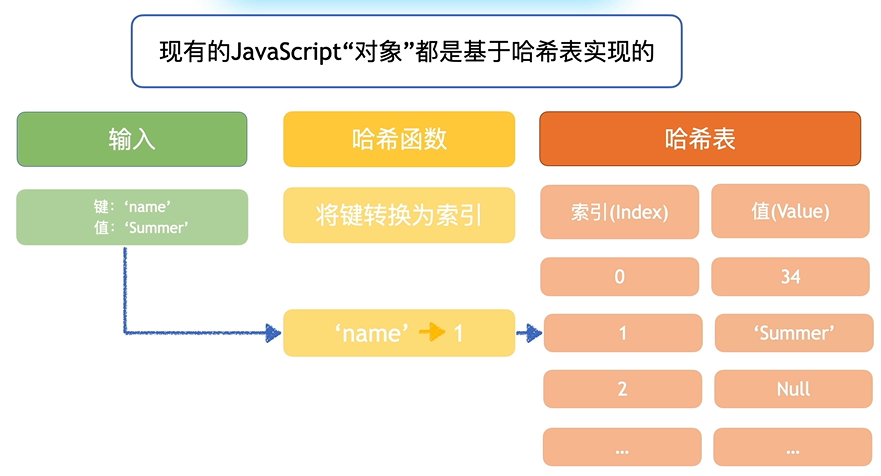 现有的JavaScript“对象”都是基于哈希表实现的
输入
哈希函数
哈希表
键：‘name’
值：‘Summer’
将键转换为索引
索引(Index)
值(Value)
0
34
‘name’ → 1
1
‘Summer’
2
Null
...
...